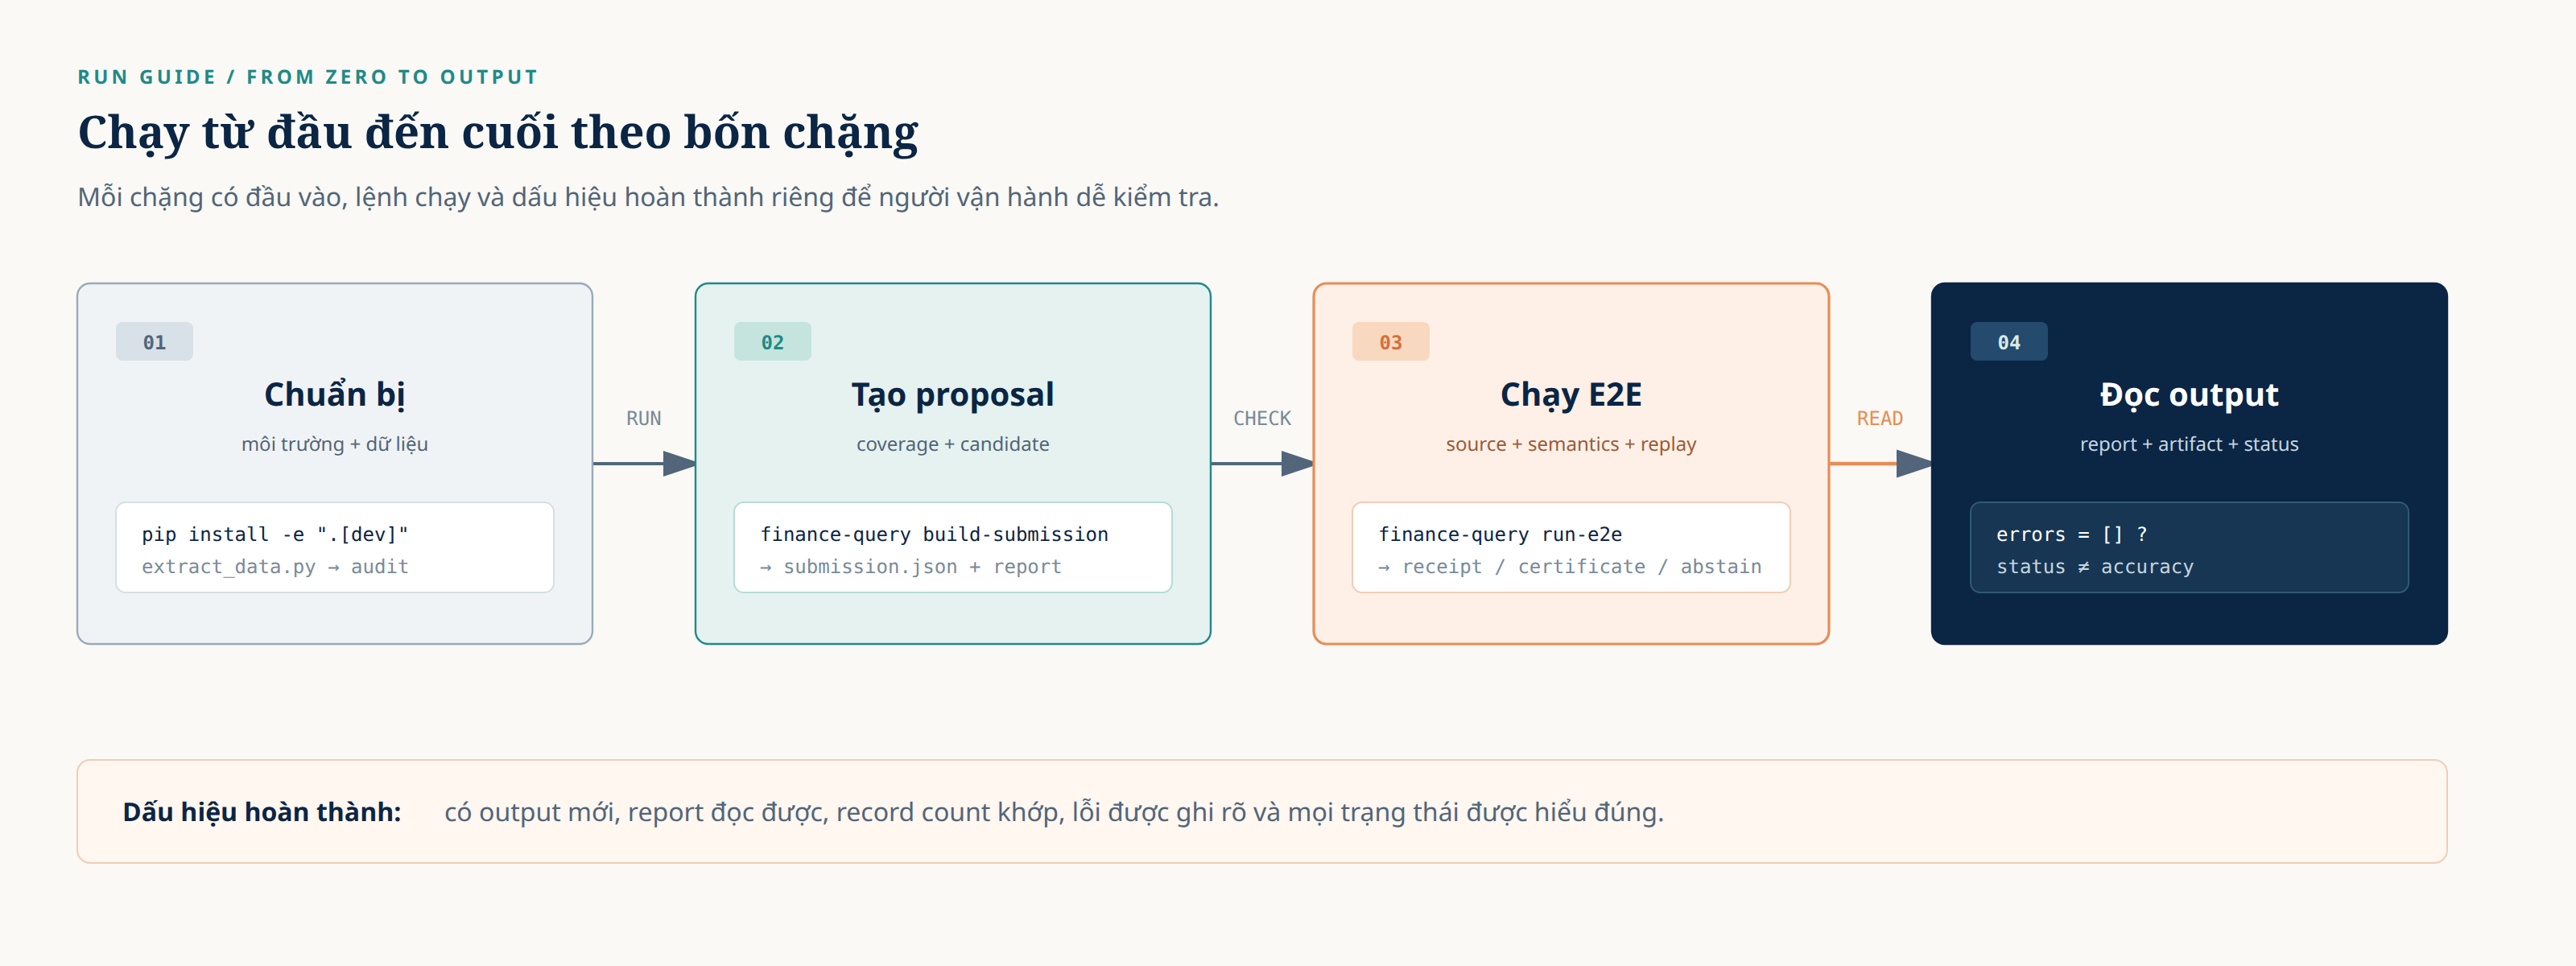 RUN GUIDE / FROM ZERO TO OUTPUT
Chạy từ đầu đến cuối theo bốn chặng
Mỗi chặng có đầu vào, lệnh chạy và dấu hiệu hoàn thành riêng để người vận hành dễ kiểm tra.
01
Chuẩn bị
môi trường + dữ liệu
pip install -e ".[dev]"
extract_data.py → audit
RUN
02
Tạo proposal
coverage + candidate
finance-query build-submission
→ submission.json + report
CHECK
03
Chạy E2E
source + semantics + replay
finance-query run-e2e
→ receipt / certificate / abstain
READ
04
Đọc output
report + artifact + status
errors = [] ?
status ≠ accuracy
Dấu hiệu hoàn thành: có output mới, report đọc được, record count khớp, lỗi được ghi rõ và mọi trạng thái được hiểu đúng.